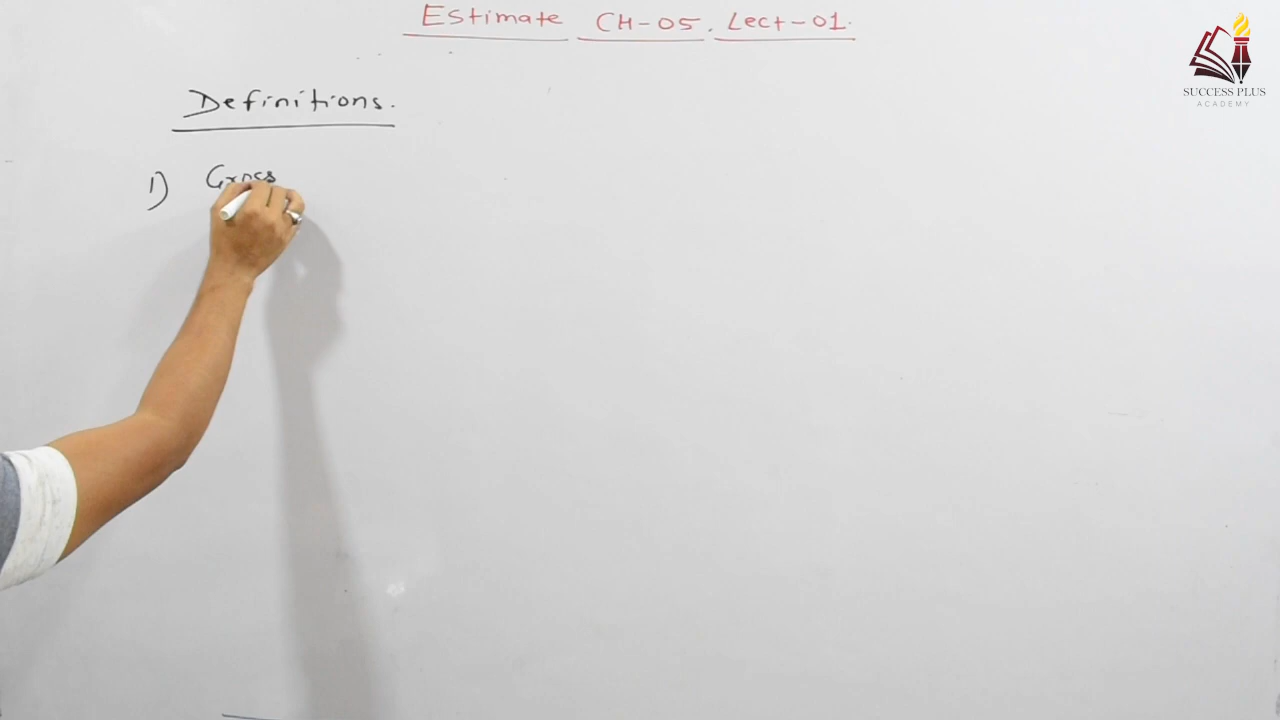 Estimate CH-05. Lect-01.
SUCCESS PLUS
ACADEMY
Definitions.
1) Gross